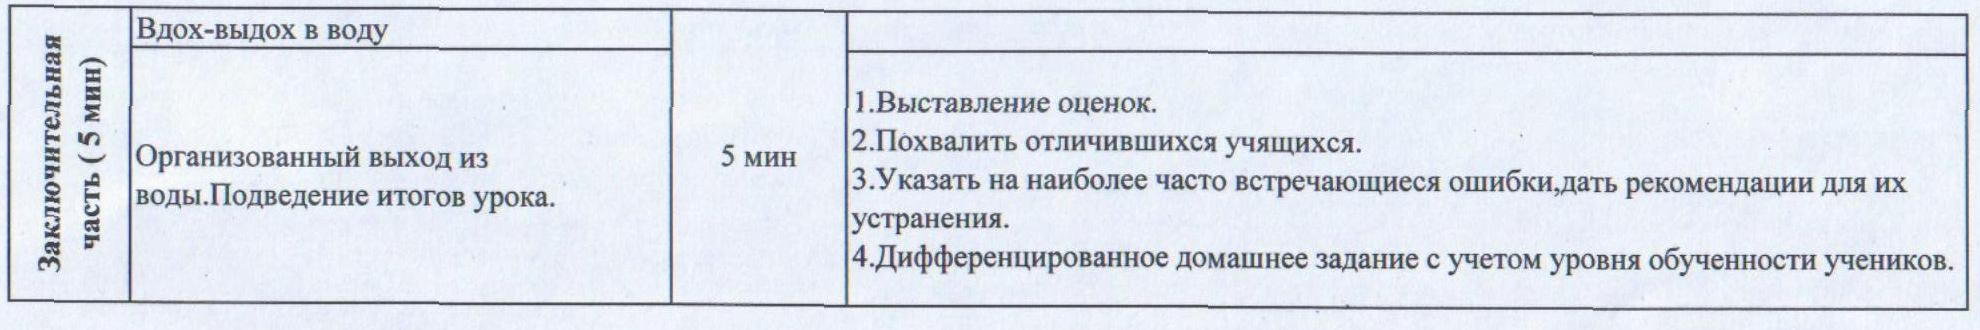 Заключительная
часть ( 5 мин)
Вдох-выдох в воду
Организованный выход из
воды.Подведение итогов урока.
5 мин
1.Выставление оценок.
2.Похвалить отличившихся учящихся.
3.Указать на наиболее часто встречающиеся ошибки,дать рекомендации для их
устранения.
4.Дифференцированное домашнее задание с учетом уровня обученности учеников.